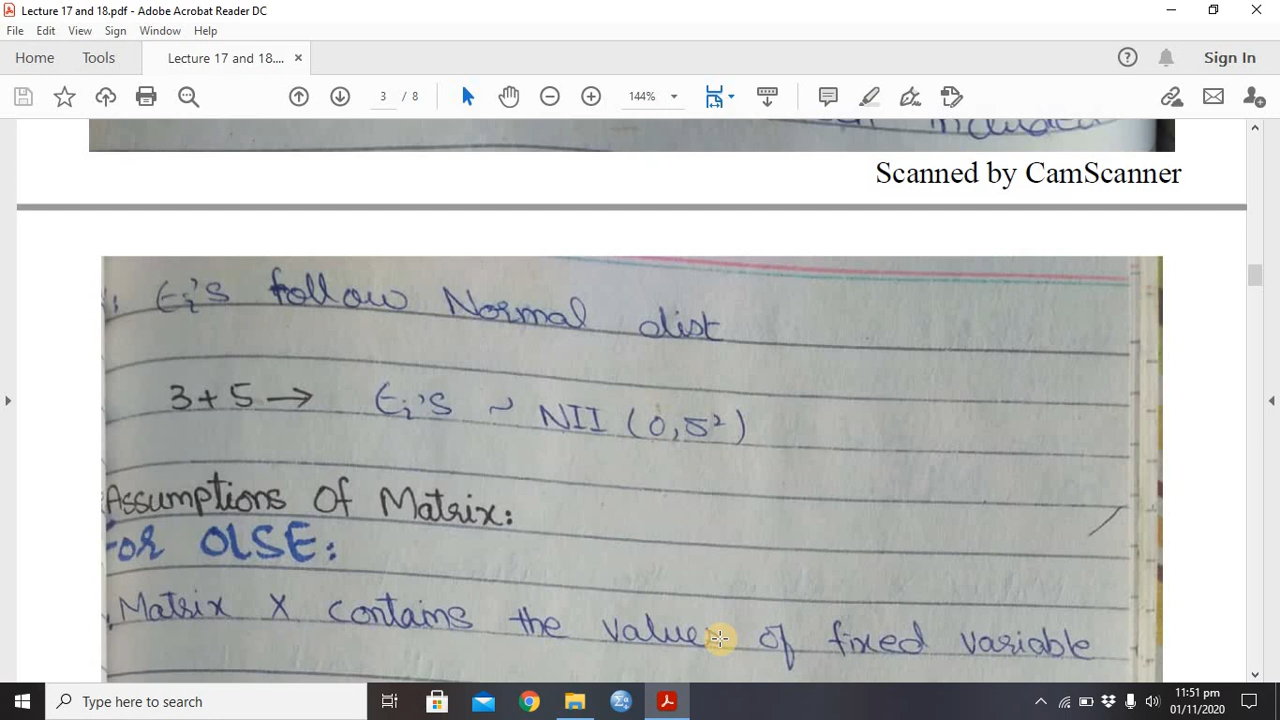 Lecture 17 and 18.pdf - Adobe Acrobat Reader DC
File Edit View Sign Window Help
Home Tools Lecture 17 and 18.... × Sign In
3 / 8 144%
Scanned by CamScanner
Ei's follow Normal dist
3+5 → Ei's ~ NII (0, σ²)
Assumptions Of Matrix:
For OLSE:
Matrix X contains the values of fixed variable
Type here to search
11:51 pm
01/11/2020